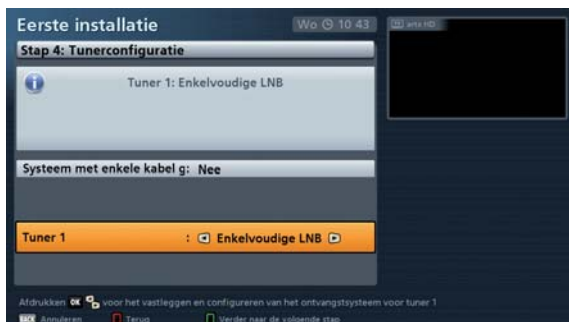 Eerste installatie
Wo 10 43
arte HD
Stap 4: Tunerconfiguratie
Tuner 1: Enkelvoudige LNB
Systeem met enkele kabel g: Nee
Tuner 1 : Enkelvoudige LNB
Afdrukken OK voor het vastleggen en configureren van het ontvangstsysteem voor tuner 1
BACK Annuleren Terug Verder naar de volgende stap